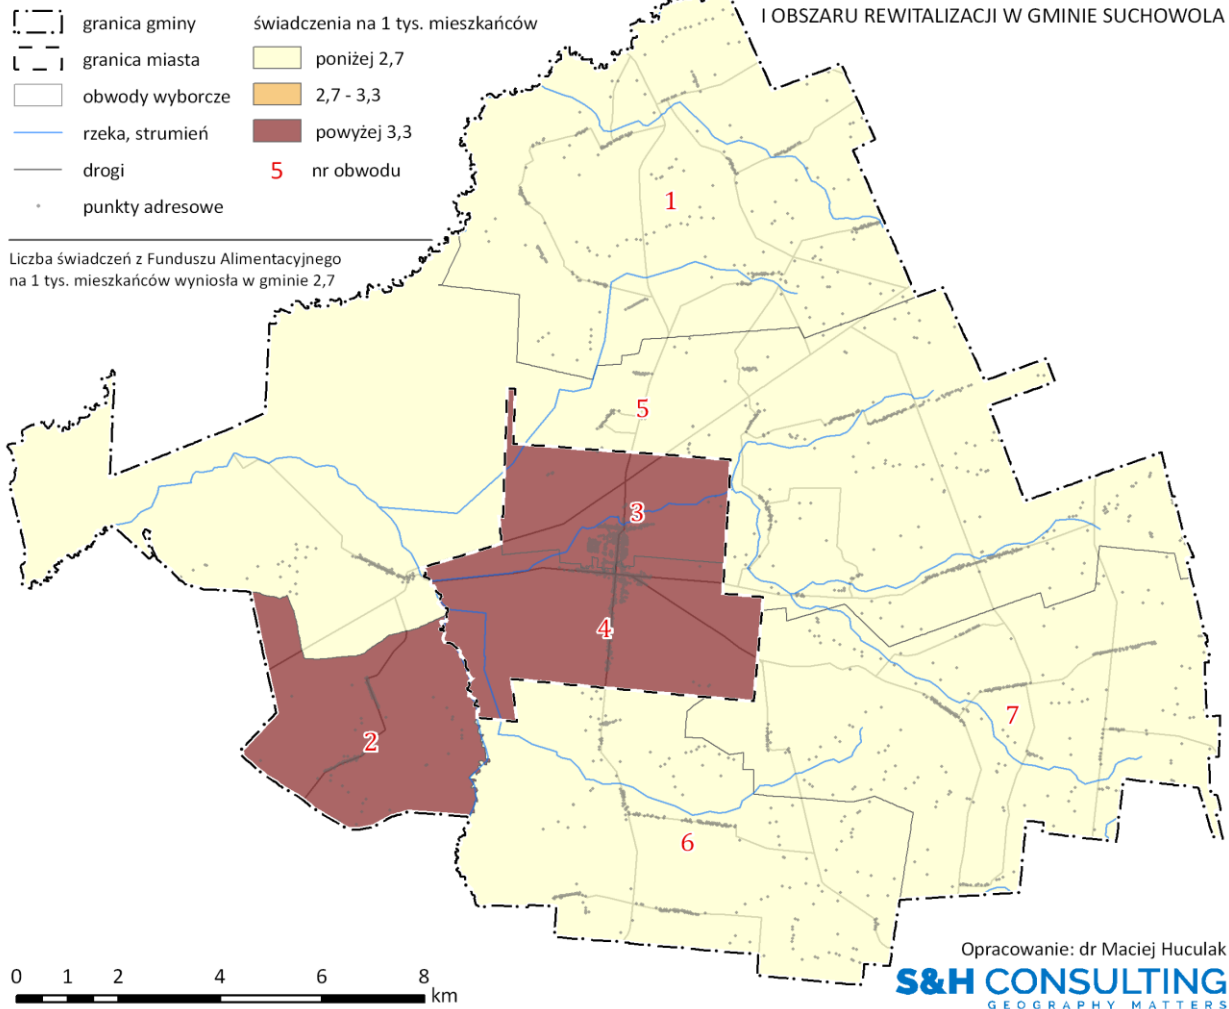 I OBSZARU REWITALIZACJI W GMINIE SUCHOWOLA
granica gminy
granica miasta
obwody wyborcze
rzeka, strumień
drogi
punkty adresowe
świadczenia na 1 tys. mieszkańców
poniżej 2,7
2,7 - 3,3
powyżej 3,3
5 nr obwodu
Liczba świadczeń z Funduszu Alimentacyjnego
na 1 tys. mieszkańców wyniosła w gminie 2,7
1
5
3
4
2
7
6
0 1 2 4 6 8
km
Opracowanie: dr Maciej Huculak
S&H CONSULTING
GEOGRAPHY MATTERS